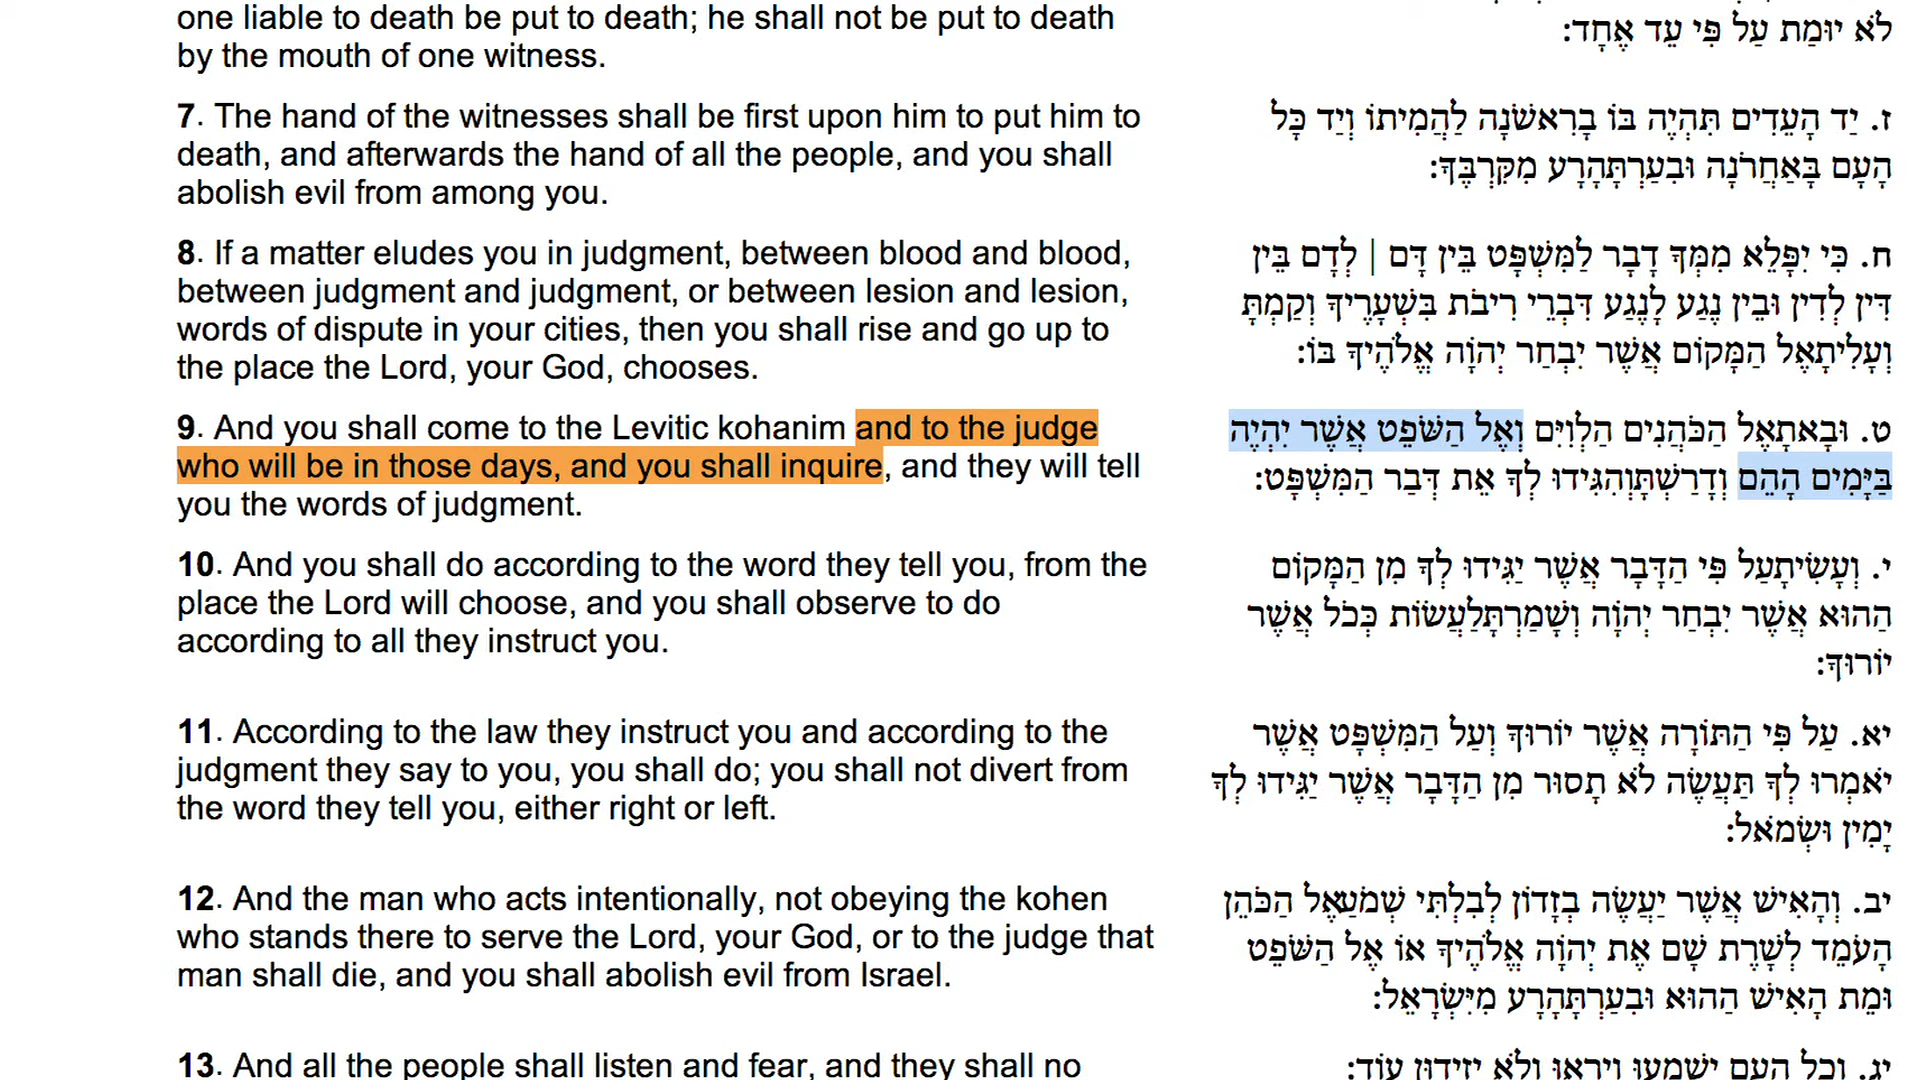 one liable to death be put to death; he shall not be put to death
by the mouth of one witness.
לֹא יוּמַת עַל פִּי עֵד אֶחָד:
7. The hand of the witnesses shall be first upon him to put him to
death, and afterwards the hand of all the people, and you shall
abolish evil from among you.
ז. יַד הָעֵדִים תִּהְיֶה בּוֹ בָרִאשֹׁנָה לַהֲמִיתוֹ וְיַד כָּל
הָעָם בָּאַחֲרֹנָה וּבִעַרְתָּהָרָע מִקִּרְבֶּךָ:
8. If a matter eludes you in judgment, between blood and blood,
between judgment and judgment, or between lesion and lesion,
words of dispute in your cities, then you shall rise and go up to
the place the Lord, your God, chooses.
ח. כִּי יִפָּלֵא מִמְּךָ דָבָר לַמִּשְׁפָּט בֵּין דָּם | לְדָם בֵּין
דִּין לְדִין וּבֵין נֶגַע לָנֶגַע דִּבְרֵי רִיבֹת בִּשְׁעָרֶיךָ וְקַמְתָּ
וְעָלִיתָאֶל הַמָּקוֹם אֲשֶׁר יִבְחַר יְהֹוָה אֱלֹהֶיךָ בּוֹ:
9. And you shall come to the Levitic kohanim and to the judge
who will be in those days, and you shall inquire, and they will tell
you the words of judgment.
ט. וּבָאתָאֶל הַכֹּהֲנִים הַלְוִיִּם וְאֶל הַשֹּׁפֵט אֲשֶׁר יִהְיֶה
בַּיָּמִים הָהֵם וְדָרַשְׁתָּוְהִגִּידוּ לְךָ אֵת דְּבַר הַמִּשְׁפָּט:
10. And you shall do according to the word they tell you, from the
place the Lord will choose, and you shall observe to do
according to all they instruct you.
י. וְעָשִׂיתָעַל פִּי הַדָּבָר אֲשֶׁר יַגִּידוּ לְךָ מִן הַמָּקוֹם
הַהוּא אֲשֶׁר יִבְחַר יְהֹוָה וְשָׁמַרְתָּלַעֲשׂוֹת כְּכֹל אֲשֶׁר
יוֹרוּךָ:
11. According to the law they instruct you and according to the
judgment they say to you, you shall do; you shall not divert from
the word they tell you, either right or left.
יא. עַל פִּי הַתּוֹרָה אֲשֶׁר יוֹרוּךָ וְעַל הַמִּשְׁפָּט אֲשֶׁר
יֹאמְרוּ לְךָ תַּעֲשֶׂה לֹא תָסוּר מִן הַדָּבָר אֲשֶׁר יַגִּידוּ לְךָ
יָמִין וּשְׂמֹאל:
12. And the man who acts intentionally, not obeying the kohen
who stands there to serve the Lord, your God, or to the judge that
man shall die, and you shall abolish evil from Israel.
יב. וְהָאִישׁ אֲשֶׁר יַעֲשֶׂה בְזָדוֹן לְבִלְתִּי שְׁמֹעַאֶל הַכֹּהֵן
הָעֹמֵד לְשָׁרֶת שָׁם אֶת יְהֹוָה אֱלֹהֶיךָ אוֹ אֶל הַשֹּׁפֵט
וּמֵת הָאִישׁ הַהוּא וּבִעַרְתָּהָרָע מִיִּשְׂרָאֵל:
13. And all the people shall listen and fear, and they shall no
יג. וְכָל הָעָם יִשְׁמְעוּ וְיִרָאוּ וְלֹא יְזִידוּן עוֹד: